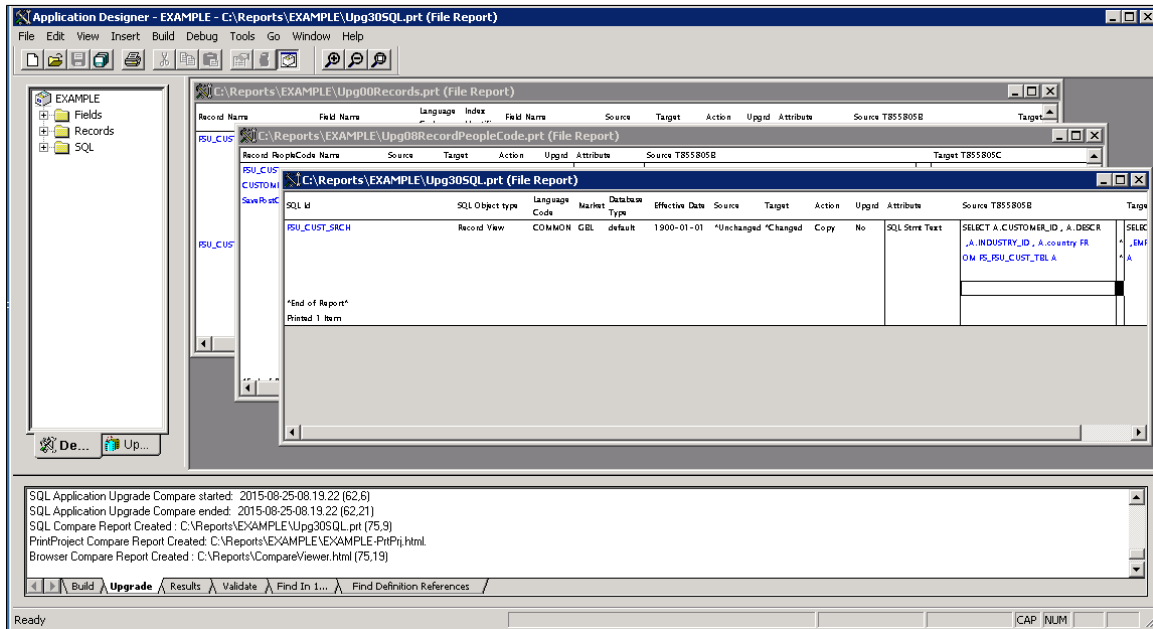 Application Designer - EXAMPLE - C:\Reports\EXAMPLE\Upg30SQL.prt (File Report)
File Edit View Insert Build Debug Tools Go Window Help
EXAMPLE
Fields
Records
SQL
C:\Reports\EXAMPLE\Upg00Records.prt (File Report)
Record Name Field Name Language Index Field Name Source Target Action Upgrd Attribute Source T855805B Target
FSU_CUS
FSU_CUS
C:\Reports\EXAMPLE\Upg08RecordPeopleCode.prt (File Report)
Record PeopleCode Name Source Target Action Upgrd Attribute Source T855805B Target T855805C
FSU_CUS
CUSTOM
SavePostC
C:\Reports\EXAMPLE\Upg30SQL.prt (File Report)
SQL Id SQL Object type Language Code Market Database Type Effective Date Source Target Action Upgrd Attribute Source T855805B Targe
FSU_CUST_SRCH Record View COMMON GBL default 1900-01-01 *Unchanged *Changed Copy No SQL Stmt Text SELECT A.CUSTOMER_ID , A.DESCR SELEC
,A.INDUSTRY_ID , A.country FR * ,EMP
OM PS_FSU_CUST_TBL A * A
*End of Report*
Printed 1 Item
De... Up...
SQL Application Upgrade Compare started: 2015-08-25-08.19.22 (62,6)
SQL Application Upgrade Compare ended: 2015-08-25-08.19.22 (62,21)
SQL Compare Report Created : C:\Reports\EXAMPLE\Upg30SQL.prt (75,9)
PrintProject Compare Report Created: C:\Reports\EXAMPLE\EXAMPLE-PrtPrj.html.
Browser Compare Report Created : C:\Reports\CompareViewer.html (75,19)
Build Upgrade Results Validate Find In 1... Find Definition References
Ready CAP NUM